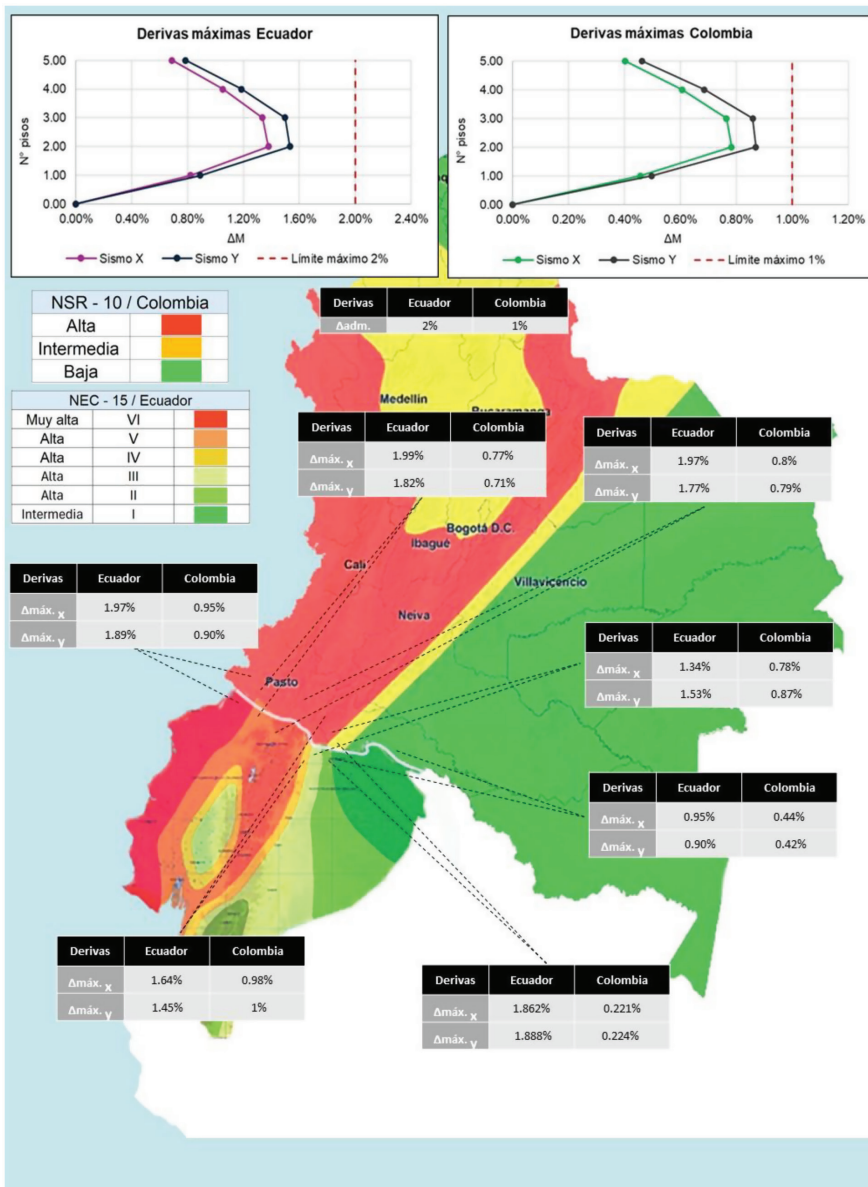 Derivas máximas Ecuador
5.00
4.00
3.00
2.00
1.00
0.00
N° pisos
0.00% 0.40% 0.80% 1.20% 1.60% 2.00% 2.40%
ΔM
Sismo X Sismo Y Límite máximo 2%
Derivas máximas Colombia
5.00
4.00
3.00
2.00
1.00
0.00
N° pisos
0.00% 0.20% 0.40% 0.60% 0.80% 1.00% 1.20%
ΔM
Sismo X Sismo Y Límite máximo 1%
NSR - 10 / Colombia
Alta
Intermedia
Baja
NEC - 15 / Ecuador
Muy alta VI
Alta V
Alta IV
Alta III
Alta II
Intermedia I
Derivas Ecuador Colombia
Δadm. 2% 1%
Medellín
Bucaramanga
Derivas Ecuador Colombia
Δmáx. x 1.99% 0.77%
Δmáx. y 1.82% 0.71%
Derivas Ecuador Colombia
Δmáx. x 1.97% 0.8%
Δmáx. y 1.77% 0.79%
Bogotá D.C.
Ibagué
Cali
Villavicencio
Neiva
Pasto
Derivas Ecuador Colombia
Δmáx. x 1.97% 0.95%
Δmáx. y 1.89% 0.90%
Derivas Ecuador Colombia
Δmáx. x 1.34% 0.78%
Δmáx. y 1.53% 0.87%
Derivas Ecuador Colombia
Δmáx. x 0.95% 0.44%
Δmáx. y 0.90% 0.42%
Derivas Ecuador Colombia
Δmáx. x 1.64% 0.98%
Δmáx. y 1.45% 1%
Derivas Ecuador Colombia
Δmáx. x 1.862% 0.221%
Δmáx. y 1.888% 0.224%